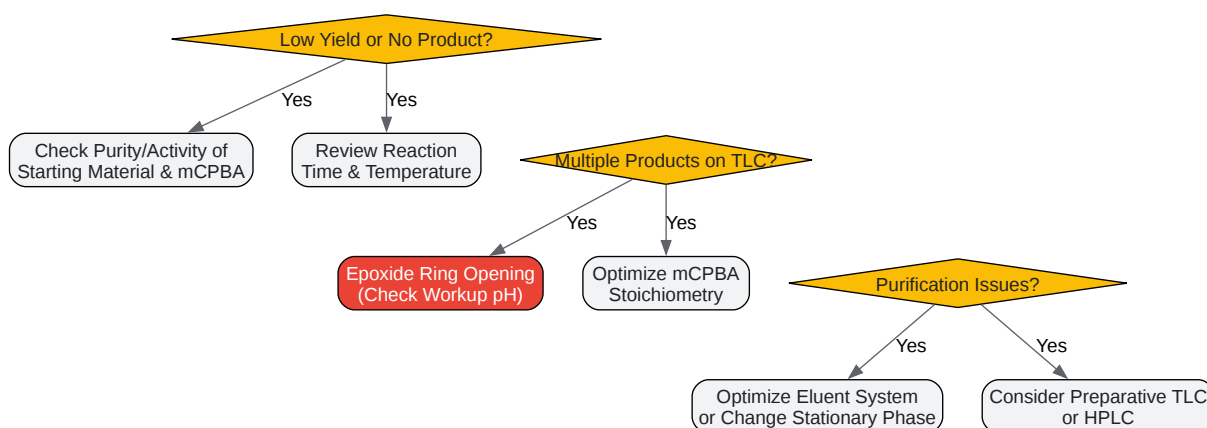 Low Yield or No Product?
Yes
Yes
Check Purity/Activity of
Starting Material & mCPBA
Review Reaction
Time & Temperature
Multiple Products on TLC?
Yes
Yes
Epoxide Ring Opening
(Check Workup pH)
Optimize mCPBA
Stoichiometry
Purification Issues?
Yes
Yes
Optimize Eluent System
or Change Stationary Phase
Consider Preparative TLC
or HPLC